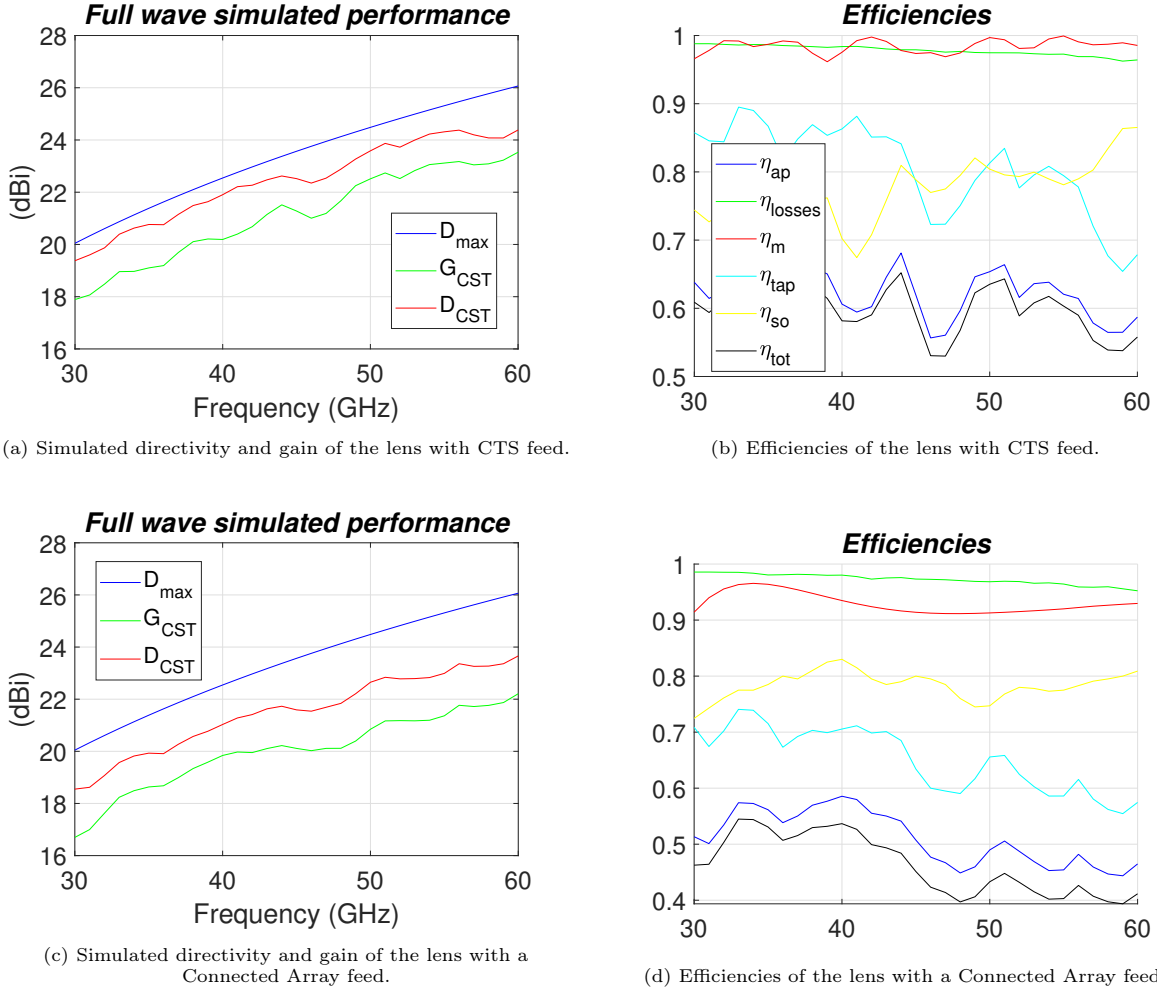 Full wave simulated performance
28
26
24
22
20
18
16
(dBi)
30
40
50
60
Frequency (GHz)
D_max
G_CST
D_CST
(a) Simulated directivity and gain of the lens with CTS feed.
Efficiencies
1
0.9
0.8
0.7
0.6
0.5
30
40
50
60
η_ap
η_losses
η_m
η_tap
η_so
η_tot
(b) Efficiencies of the lens with CTS feed.
Full wave simulated performance
28
26
24
22
20
18
16
(dBi)
30
40
50
60
Frequency (GHz)
D_max
G_CST
D_CST
(c) Simulated directivity and gain of the lens with a
Connected Array feed.
Efficiencies
1
0.9
0.8
0.7
0.6
0.5
0.4
30
40
50
60
(d) Efficiencies of the lens with a Connected Array feed